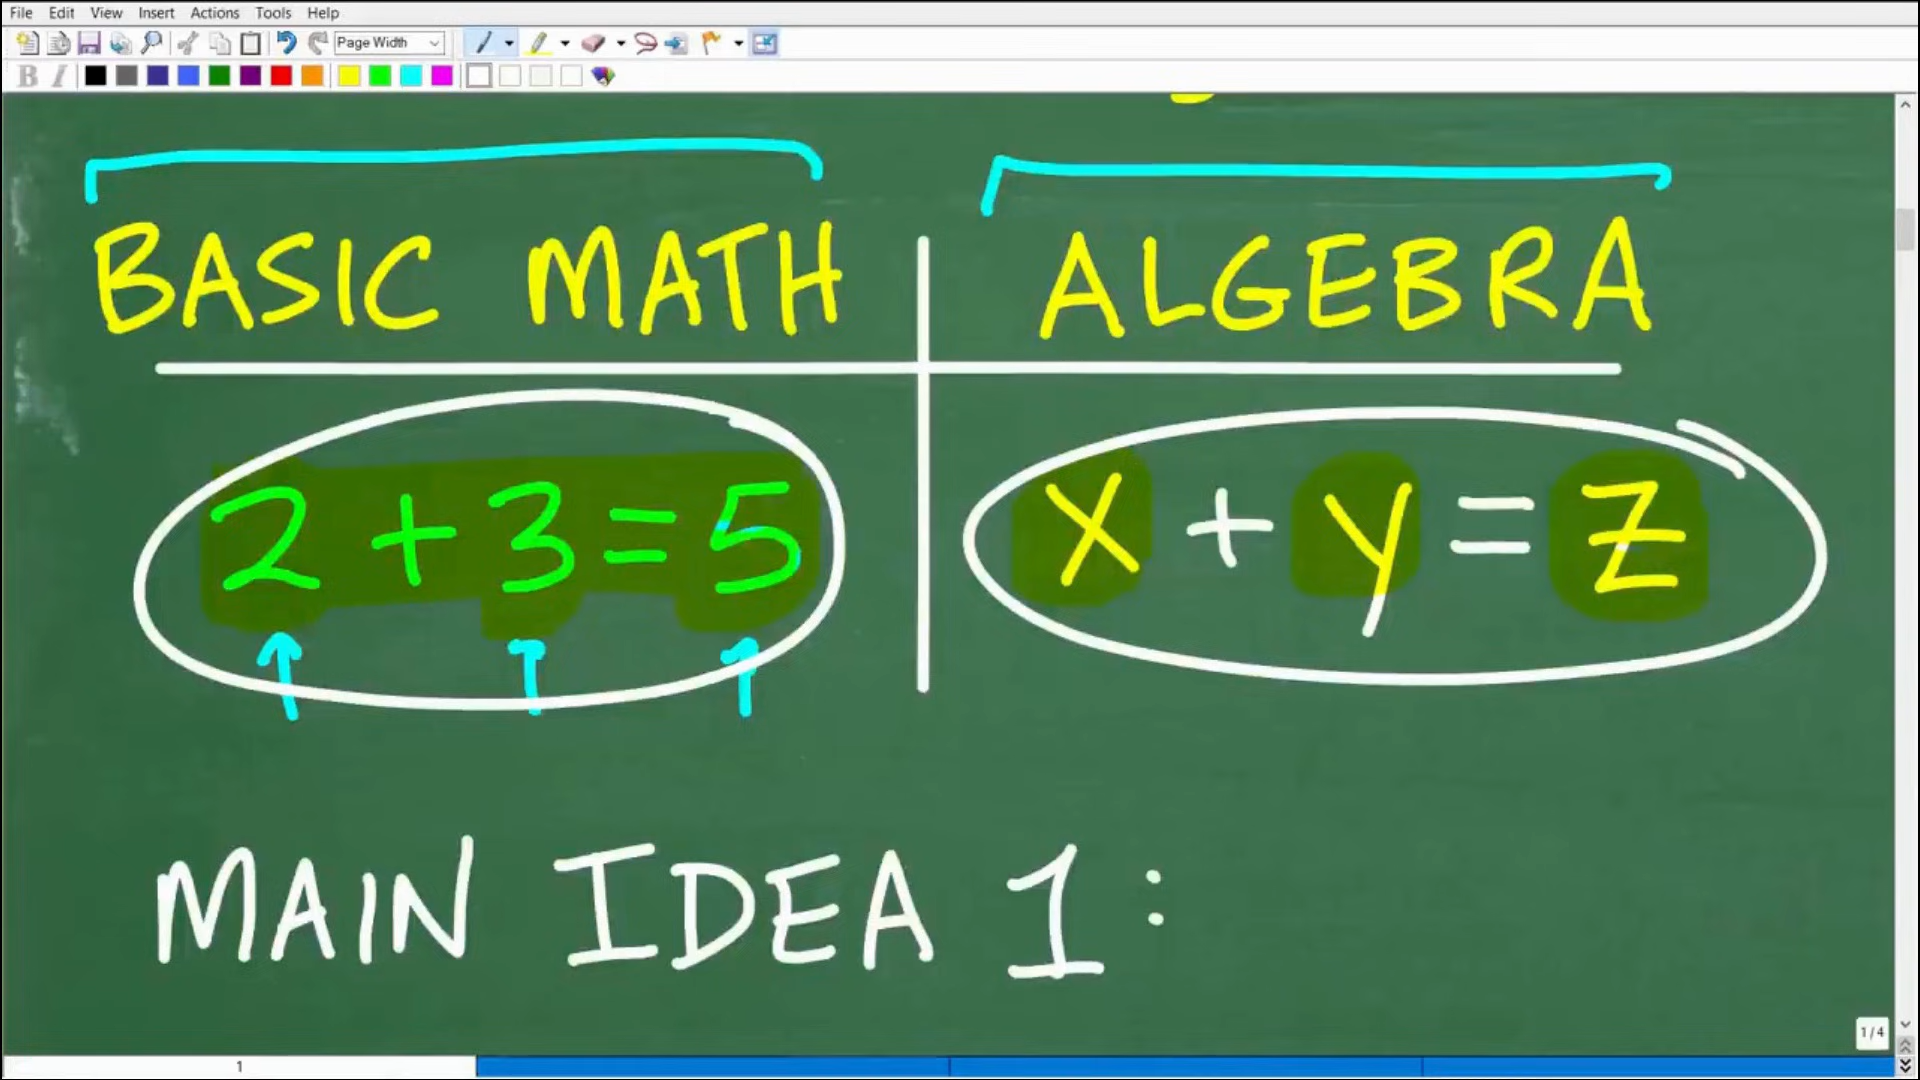 File Edit View Insert Actions Tools Help
Page Width
B I
BASIC MATH ALGEBRA
2 + 3 = 5 x + y = z
MAIN IDEA 1 :
1/4
1